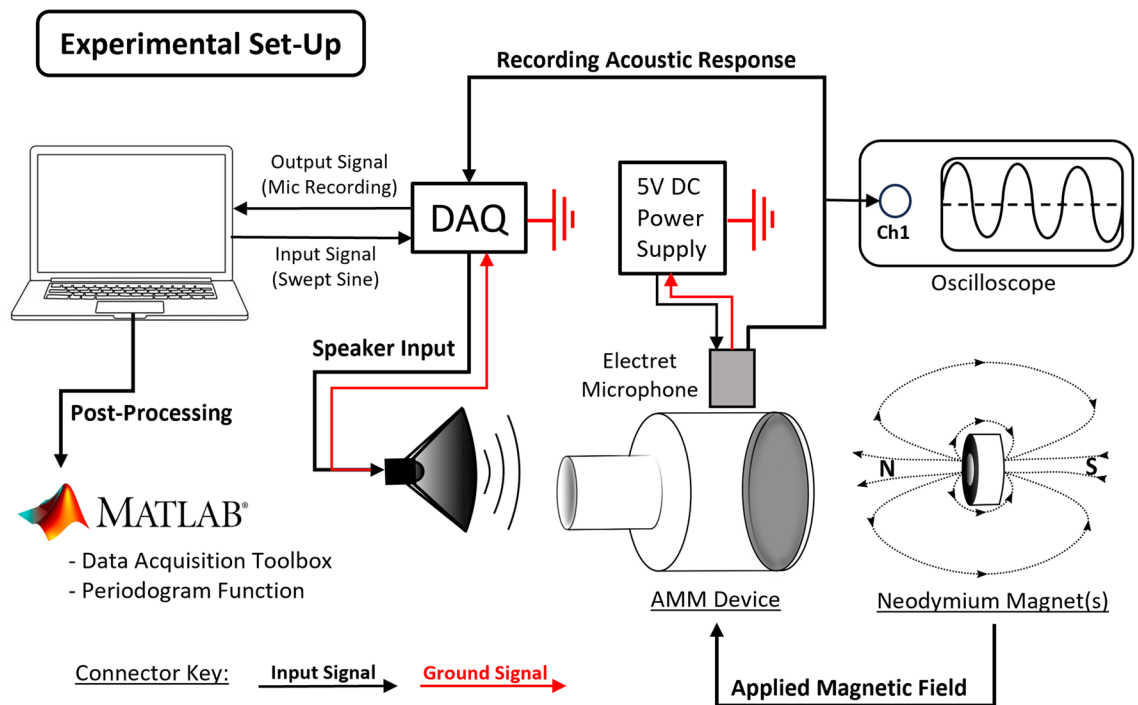 Experimental Set-Up
Recording Acoustic Response
Output Signal
(Mic Recording)
DAQ
Input Signal
(Swept Sine)
5V DC
Power
Supply
Ch1
Oscilloscope
Speaker Input
Electret
Microphone
Post-Processing
N
S
MATLAB®
- Data Acquisition Toolbox
- Periodogram Function
AMM Device
Neodymium Magnet(s)
Connector Key:
Input Signal
Ground Signal
Applied Magnetic Field